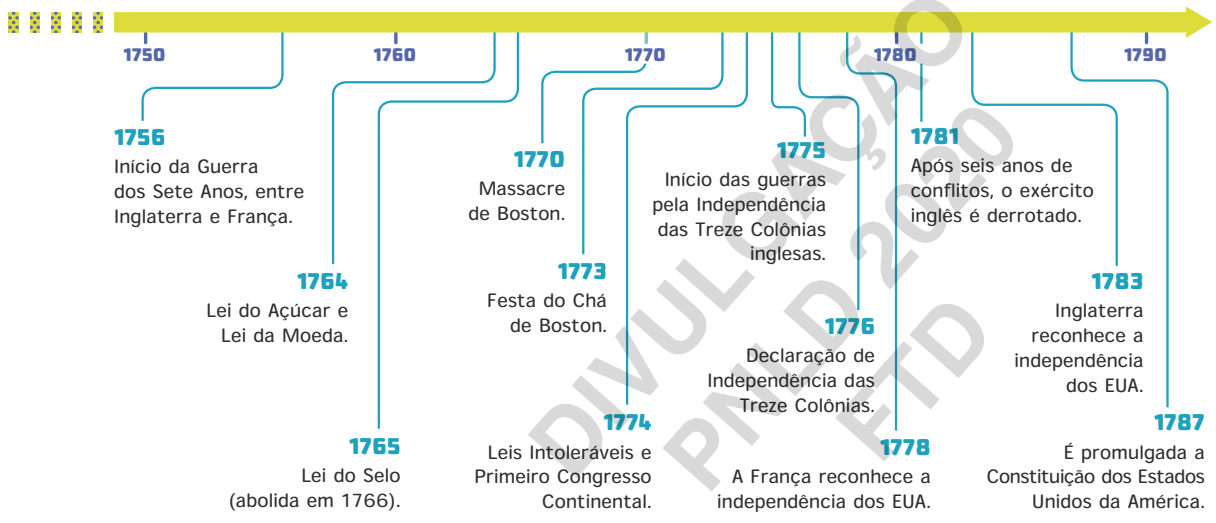 1750
1760
1770
1780
1790
1756
Início da Guerra
dos Sete Anos, entre
Inglaterra e França.
1764
Lei do Açúcar e
Lei da Moeda.
1765
Lei do Selo
(abolida em 1766).
1770
Massacre
de Boston.
1773
Festa do Chá
de Boston.
1774
Leis Intoleráveis e
Primeiro Congresso
Continental.
1775
Início das guerras
pela Independência
das Treze Colônias
inglesas.
1776
Declaração de
Independência das
Treze Colônias.
1778
A França reconhece a
independência dos EUA.
1781
Após seis anos de
conflitos, o exército
inglês é derrotado.
1783
Inglaterra
reconhece a
independência
dos EUA.
1787
É promulgada a
Constituição dos Estados
Unidos da América.
DIVULGAÇÃO
PNLD 2020
FTD